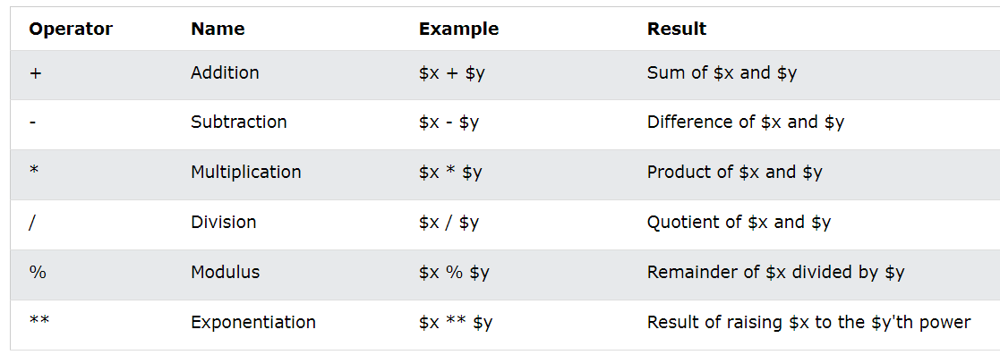 Operator Name Example Result
+ Addition $x + $y Sum of $x and $y
- Subtraction $x - $y Difference of $x and $y
* Multiplication $x * $y Product of $x and $y
/ Division $x / $y Quotient of $x and $y
% Modulus $x % $y Remainder of $x divided by $y
** Exponentiation $x ** $y Result of raising $x to the $y'th power